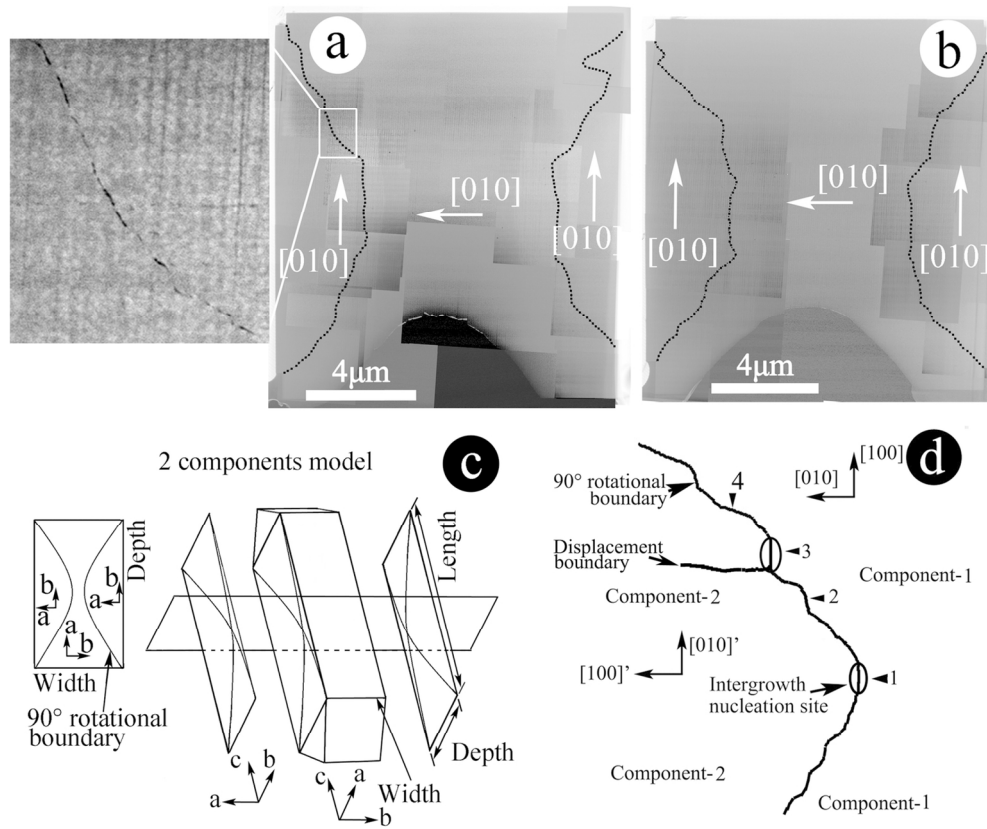 a
[010]
[010]
[010]
4μm
b
[010]
[010]
[010]
4μm
c
2 components model
Depth
b
a
b
a
a
b
Width
90° rotational
boundary
Length
Depth
Width
c
b
a
c
a
b
d
[100]
[010]
90° rotational
boundary
4
3
Displacement
boundary
Component-1
Component-2
2
[010]'
[100]'
1
Intergrowth
nucleation site
Component-2
Component-1